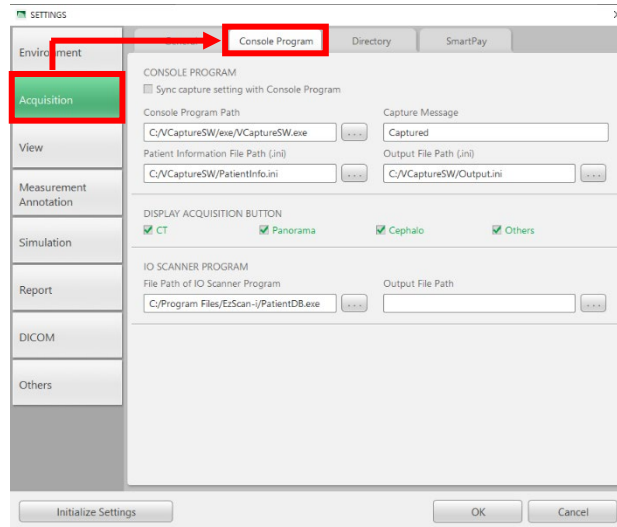 SETTINGS
Environment
Acquisition
View
Measurement
Annotation
Simulation
Report
DICOM
Others
Console Program
Directory
SmartPay
CONSOLE PROGRAM
Sync capture setting with Console Program
Console Program Path
Capture Message
C:/VCaptureSW/exe/VCaptureSW.exe
...
Captured
Patient Information File Path (.ini)
Output File Path (.ini)
C:/VCaptureSW/PatientInfo.ini
...
C:/VCaptureSW/Output.ini
...
DISPLAY ACQUISITION BUTTON
CT
Panorama
Cephalo
Others
IO SCANNER PROGRAM
File Path of IO Scanner Program
Output File Path
C:/Program Files/EzScan-i/PatientDB.exe
...
...
Initialize Settings
OK
Cancel